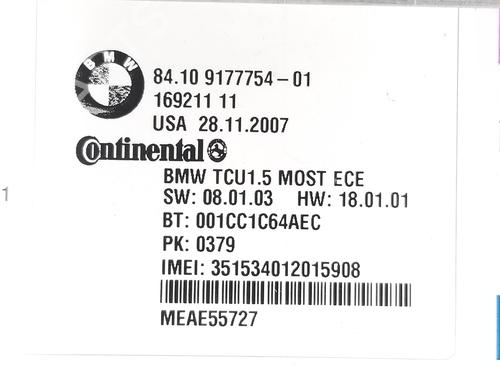 BMW
84.10 9177754-01
169211 11
USA 28.11.2007
Continental
BMW TCU1.5 MOST ECE
SW: 08.01.03 HW: 18.01.01
BT: 001CC1C64AEC
PK: 0379
IMEI: 351534012015908
MEAE55727
1